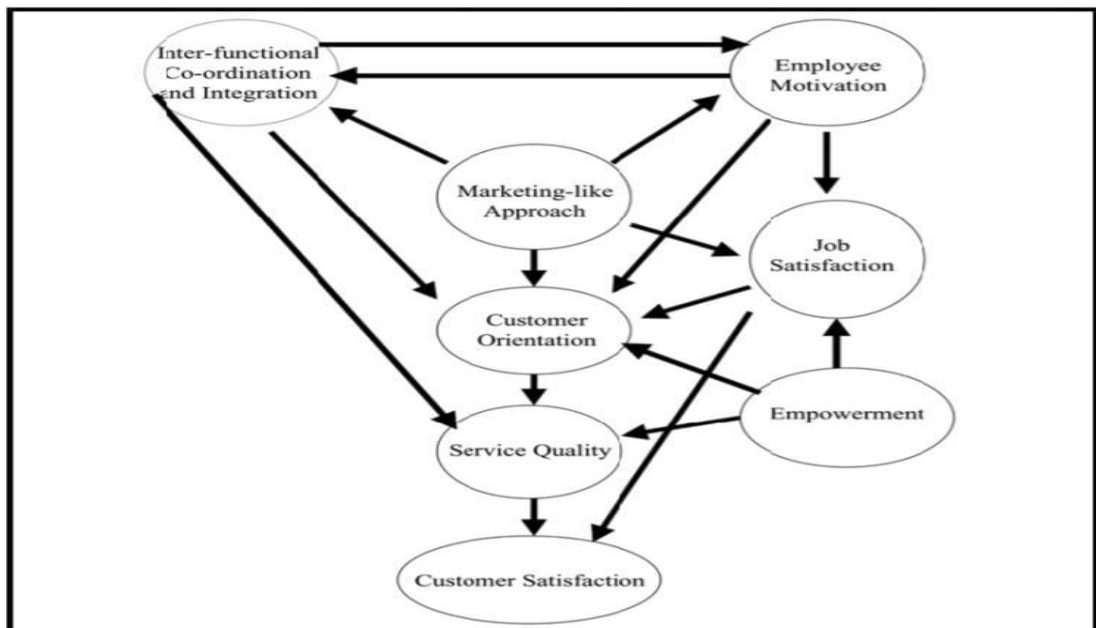 Inter-functional
Co-ordination
and Integration
Employee
Motivation
Marketing-like
Approach
Job
Satisfaction
Customer
Orientation
Empowerment
Service Quality
Customer Satisfaction